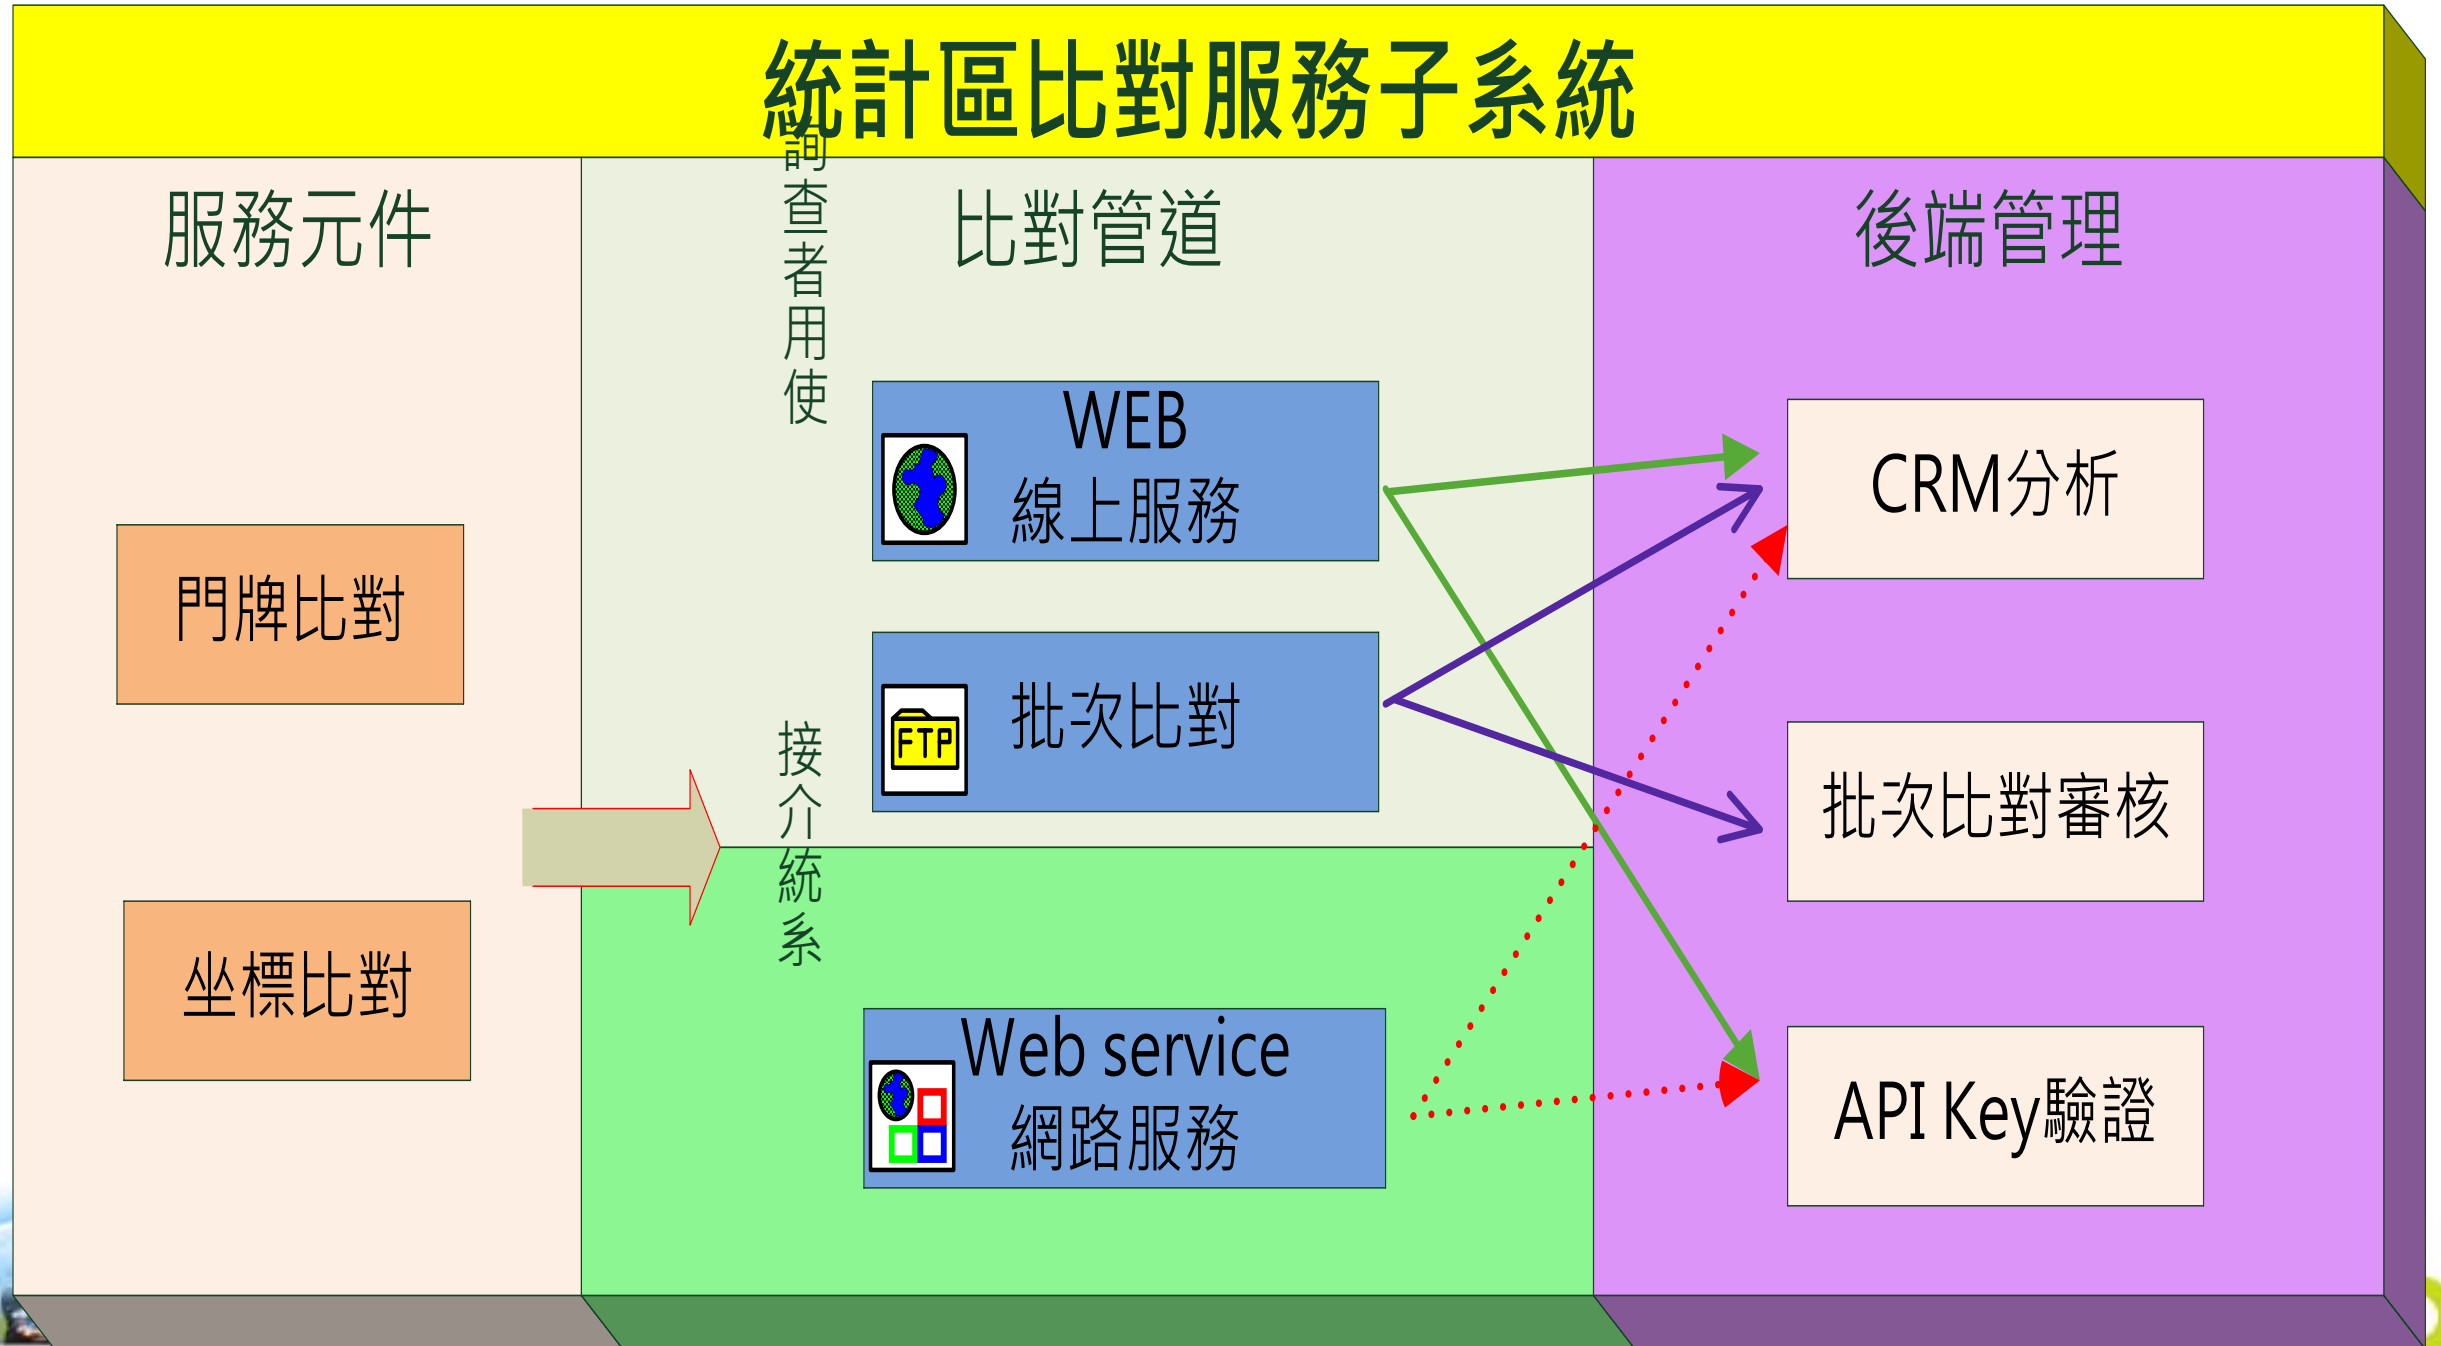 統計區比對服務子系統
服務元件
比對管道
後端管理
詢查者用使
WEB
線上服務
CRM分析
門牌比對
FTP
批次比對
接介統系
批次比對審核
坐標比對
Web service
網路服務
API Key驗證